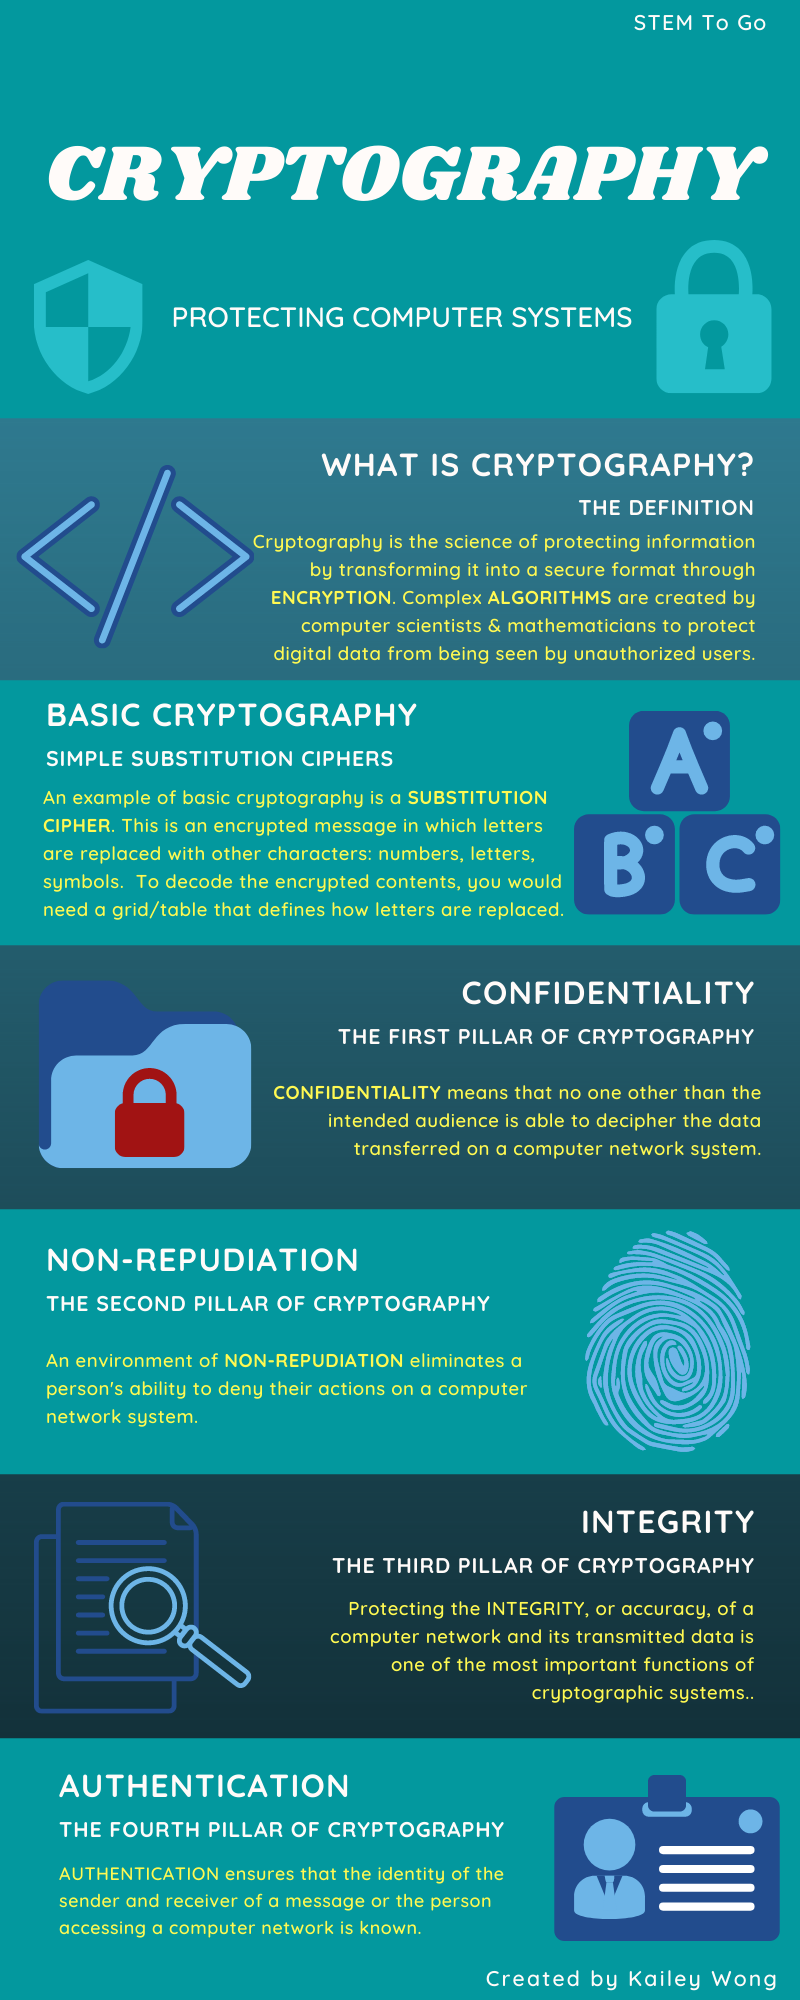 STEM To Go
CRYPTOGRAPHY
PROTECTING COMPUTER SYSTEMS
WHAT IS CRYPTOGRAPHY?
THE DEFINITION
Cryptography is the science of protecting information
by transforming it into a secure format through
ENCRYPTION. Complex ALGORITHMS are created by
computer scientists & mathematicians to protect
digital data from being seen by unauthorized users.
BASIC CRYPTOGRAPHY
SIMPLE SUBSTITUTION CIPHERS
An example of basic cryptography is a SUBSTITUTION
CIPHER. This is an encrypted message in which letters
are replaced with other characters: numbers, letters,
symbols.  To decode the encrypted contents, you would
need a grid/table that defines how letters are replaced.
A
B C
CONFIDENTIALITY
THE FIRST PILLAR OF CRYPTOGRAPHY
CONFIDENTIALITY means that no one other than the
intended audience is able to decipher the data
transferred on a computer network system.
NON-REPUDIATION
THE SECOND PILLAR OF CRYPTOGRAPHY
An environment of NON-REPUDIATION eliminates a
person's ability to deny their actions on a computer
network system.
INTEGRITY
THE THIRD PILLAR OF CRYPTOGRAPHY
Protecting the INTEGRITY, or accuracy, of a
computer network and its transmitted data is
one of the most important functions of
cryptographic systems..
AUTHENTICATION
THE FOURTH PILLAR OF CRYPTOGRAPHY
AUTHENTICATION ensures that the identity of the
sender and receiver of a message or the person
accessing a computer network is known.
Created by Kailey Wong